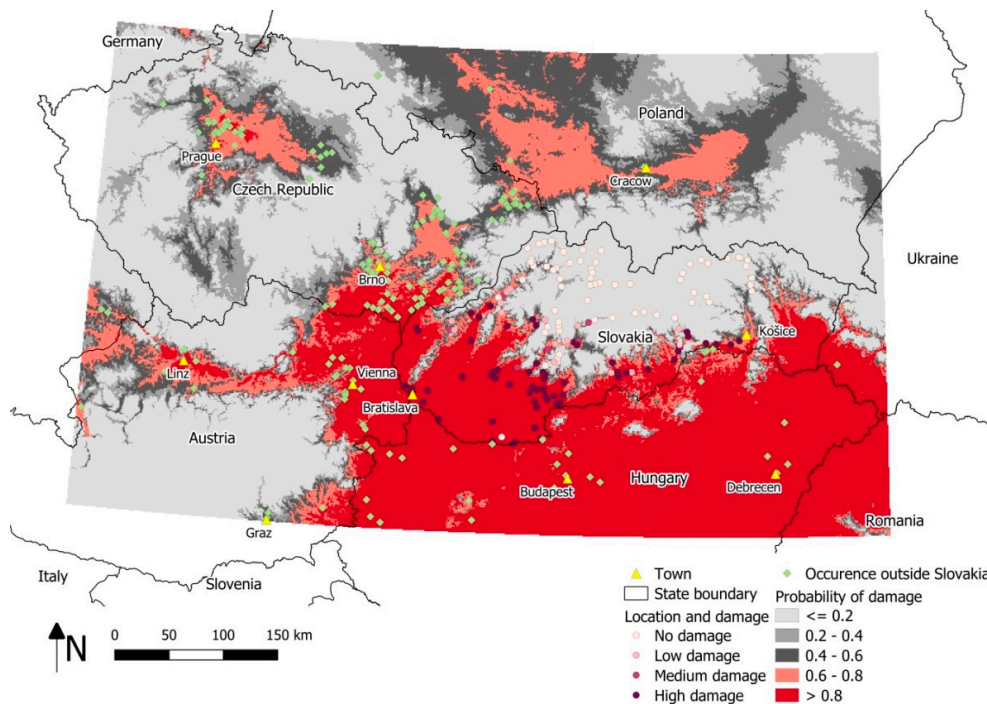 Germany
Poland
Prague
Cracow
Czech Republic
Ukraine
Brno
Slovakia
Košice
Linz
Vienna
Bratislava
Austria
Hungary
Budapest
Debrecen
Romania
Graz
Italy
Slovenia
N
0 50 100 150 km
Town
State boundary
Location and damage
No damage
Low damage
Medium damage
High damage
Occurence outside Slovakia
Probability of damage
<= 0.2
0.2 - 0.4
0.4 - 0.6
0.6 - 0.8
> 0.8